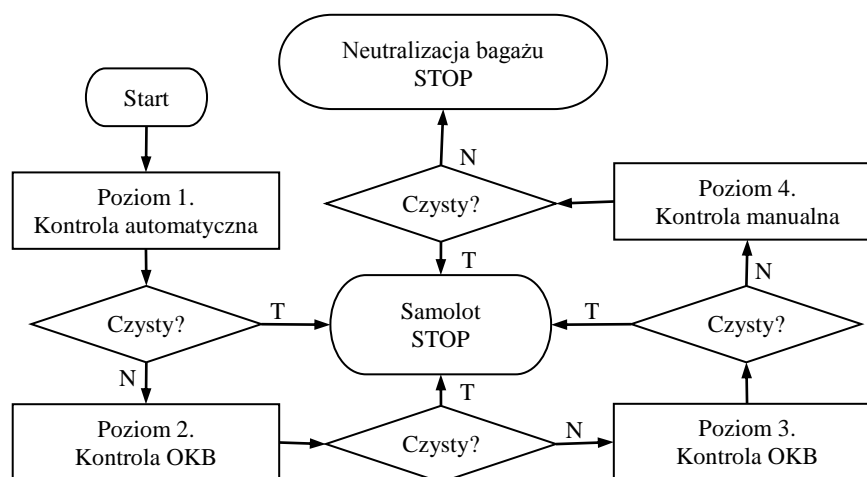 Neutralizacja bagażu
STOP
Start
N
Poziom 1.
Kontrola automatyczna
Czysty?
Poziom 4.
Kontrola manualna
T
Czysty?
T
Samolot
STOP
T
Czysty?
N
N
T
Poziom 2.
Kontrola OKB
Czysty?
N
Poziom 3.
Kontrola OKB